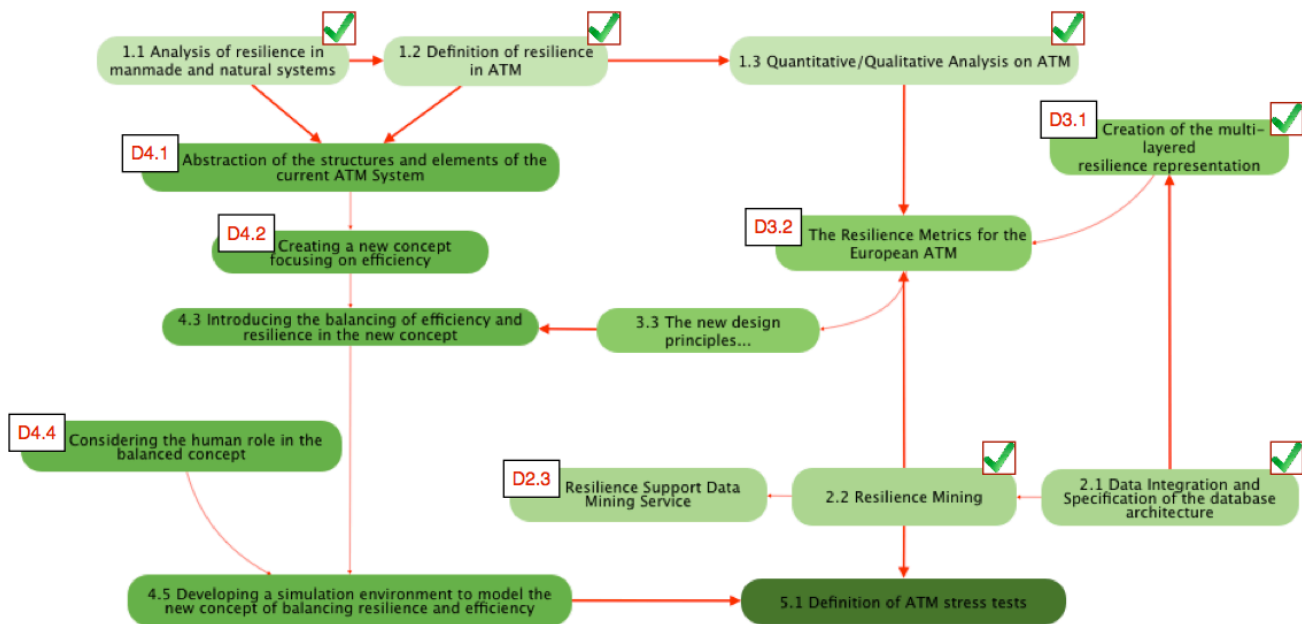 1.1 Analysis of resilience in
manmade and natural systems
1.2 Definition of resilience
in ATM
1.3 Quantitative/Qualitative Analysis on ATM
D3.1
Creation of the multi-
layered
resilience representation
D4.1
Abstraction of the structures and elements of the
current ATM System
D4.2
Creating a new concept
focusing on efficiency
D3.2
The Resilience Metrics for the
European ATM
4.3 Introducing the balancing of efficiency and
resilience in the new concept
3.3 The new design
principles...
D4.4
Considering the human role in the
balanced concept
D2.3
Resilience Support Data
Mining Service
2.2 Resilience Mining
2.1 Data Integration and
Specification of the database
architecture
4.5 Developing a simulation environment to model the
new concept of balancing resilience and efficiency
5.1 Definition of ATM stress tests